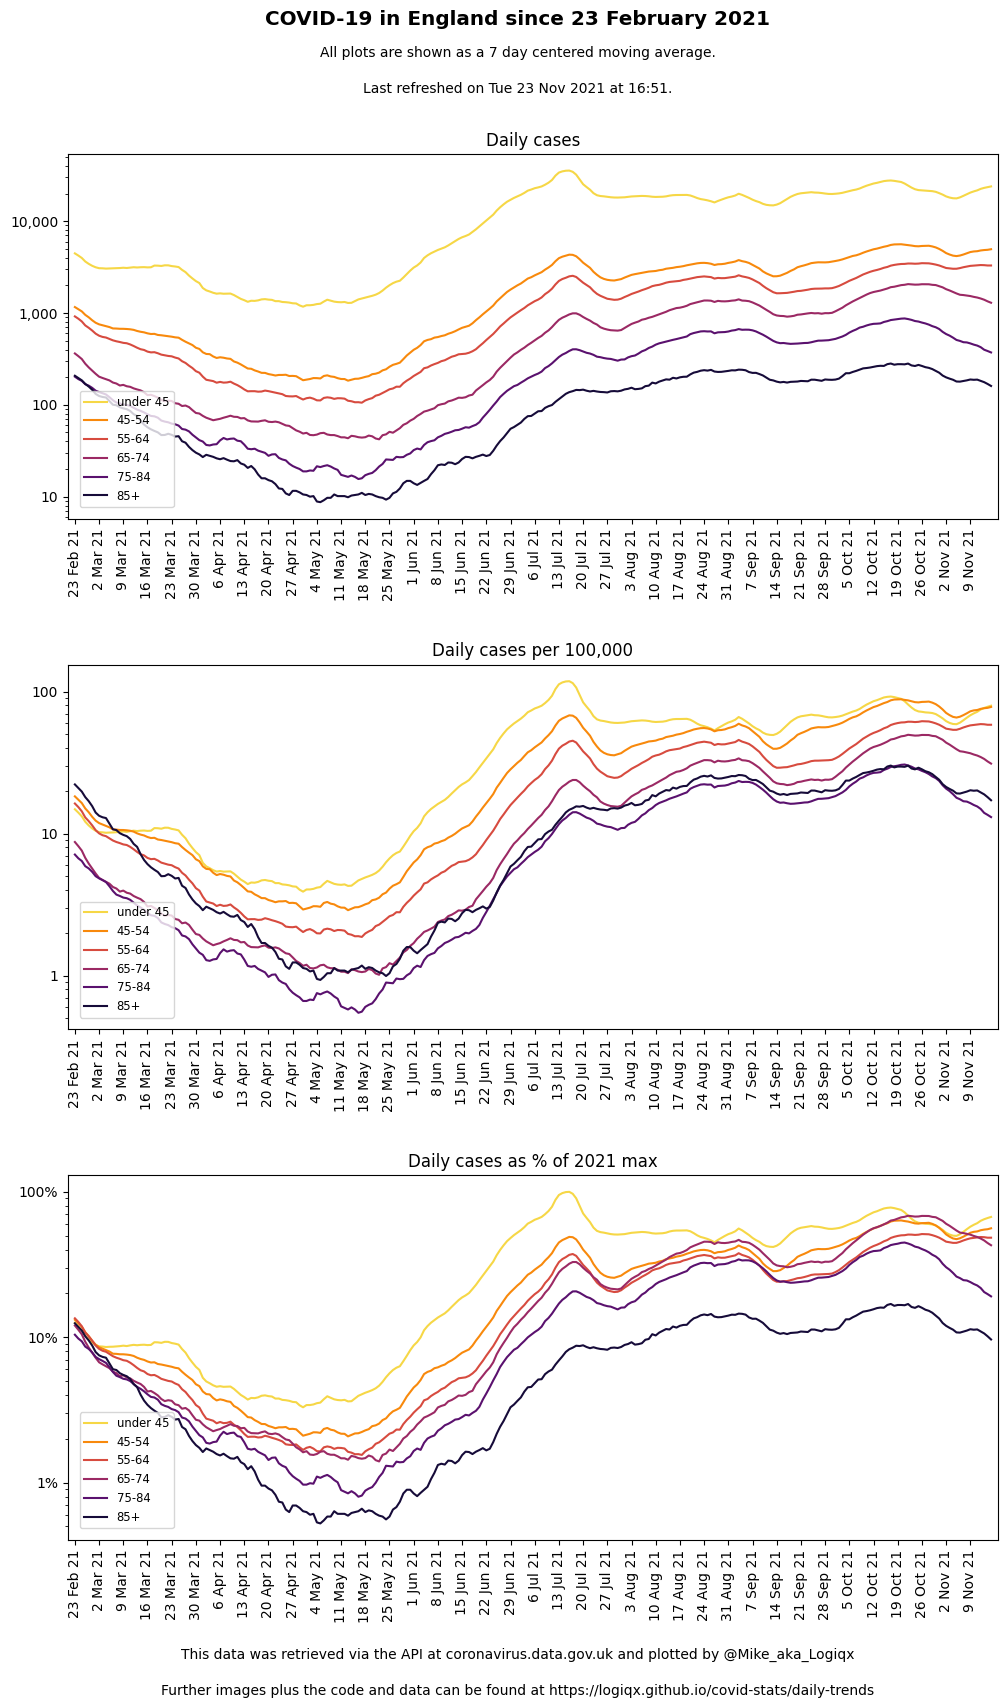 COVID-19 in England since 23 February 2021
All plots are shown as a 7 day centered moving average.
Last refreshed on Tue 23 Nov 2021 at 16:51.
Daily cases
10,000
1,000
100
10
under 45
45-54
55-64
65-74
75-84
85+
23 Feb 21
2 Mar 21
9 Mar 21
16 Mar 21
23 Mar 21
30 Mar 21
6 Apr 21
13 Apr 21
20 Apr 21
27 Apr 21
4 May 21
11 May 21
18 May 21
25 May 21
1 Jun 21
8 Jun 21
15 Jun 21
22 Jun 21
29 Jun 21
6 Jul 21
13 Jul 21
20 Jul 21
27 Jul 21
3 Aug 21
10 Aug 21
17 Aug 21
24 Aug 21
31 Aug 21
7 Sep 21
14 Sep 21
21 Sep 21
28 Sep 21
5 Oct 21
12 Oct 21
19 Oct 21
26 Oct 21
2 Nov 21
9 Nov 21
Daily cases per 100,000
100
10
1
under 45
45-54
55-64
65-74
75-84
85+
23 Feb 21
2 Mar 21
9 Mar 21
16 Mar 21
23 Mar 21
30 Mar 21
6 Apr 21
13 Apr 21
20 Apr 21
27 Apr 21
4 May 21
11 May 21
18 May 21
25 May 21
1 Jun 21
8 Jun 21
15 Jun 21
22 Jun 21
29 Jun 21
6 Jul 21
13 Jul 21
20 Jul 21
27 Jul 21
3 Aug 21
10 Aug 21
17 Aug 21
24 Aug 21
31 Aug 21
7 Sep 21
14 Sep 21
21 Sep 21
28 Sep 21
5 Oct 21
12 Oct 21
19 Oct 21
26 Oct 21
2 Nov 21
9 Nov 21
Daily cases as % of 2021 max
100%
10%
1%
under 45
45-54
55-64
65-74
75-84
85+
23 Feb 21
2 Mar 21
9 Mar 21
16 Mar 21
23 Mar 21
30 Mar 21
6 Apr 21
13 Apr 21
20 Apr 21
27 Apr 21
4 May 21
11 May 21
18 May 21
25 May 21
1 Jun 21
8 Jun 21
15 Jun 21
22 Jun 21
29 Jun 21
6 Jul 21
13 Jul 21
20 Jul 21
27 Jul 21
3 Aug 21
10 Aug 21
17 Aug 21
24 Aug 21
31 Aug 21
7 Sep 21
14 Sep 21
21 Sep 21
28 Sep 21
5 Oct 21
12 Oct 21
19 Oct 21
26 Oct 21
2 Nov 21
9 Nov 21
This data was retrieved via the API at coronavirus.data.gov.uk and plotted by @Mike_aka_Logiqx
Further images plus the code and data can be found at https://logiqx.github.io/covid-stats/daily-trends